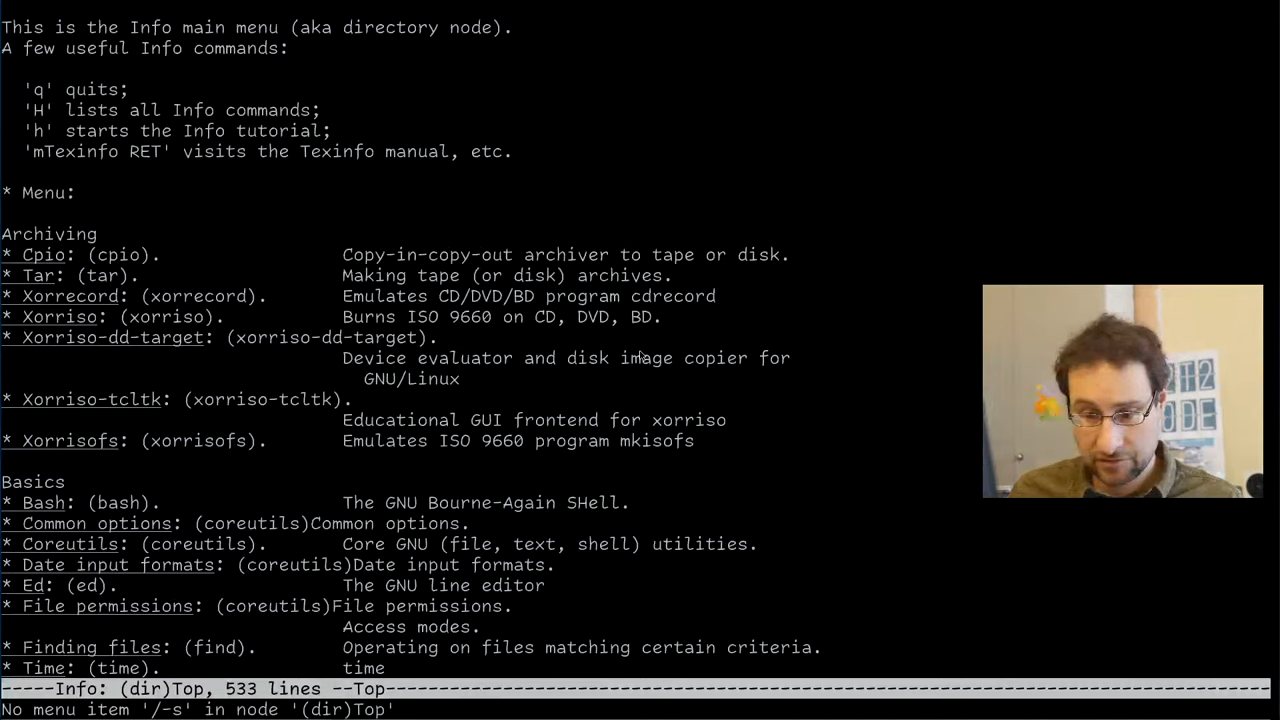 This is the Info main menu (aka directory node).
A few useful Info commands:
'q' quits;
'H' lists all Info commands;
'h' starts the Info tutorial;
'mTexinfo RET' visits the Texinfo manual, etc.
* Menu:
Archiving
* Cpio: (cpio). Copy-in-copy-out archiver to tape or disk.
* Tar: (tar). Making tape (or disk) archives.
* Xorrecord: (xorrecord). Emulates CD/DVD/BD program cdrecord
* Xorriso: (xorriso). Burns ISO 9660 on CD, DVD, BD.
* Xorriso-dd-target: (xorriso-dd-target).
Device evaluator and disk image copier for
GNU/Linux
* Xorriso-tcltk: (xorriso-tcltk).
Educational GUI frontend for xorriso
* Xorrisofs: (xorrisofs). Emulates ISO 9660 program mkisofs
Basics
* Bash: (bash). The GNU Bourne-Again SHell.
* Common options: (coreutils)Common options.
* Coreutils: (coreutils). Core GNU (file, text, shell) utilities.
* Date input formats: (coreutils)Date input formats.
* Ed: (ed). The GNU line editor
* File permissions: (coreutils)File permissions.
Access modes.
* Finding files: (find). Operating on files matching certain criteria.
* Time: (time). time
-----Info: (dir)Top, 533 lines --Top-----------------------------------------------------------------------------------
No menu item '/-s' in node '(dir)Top'